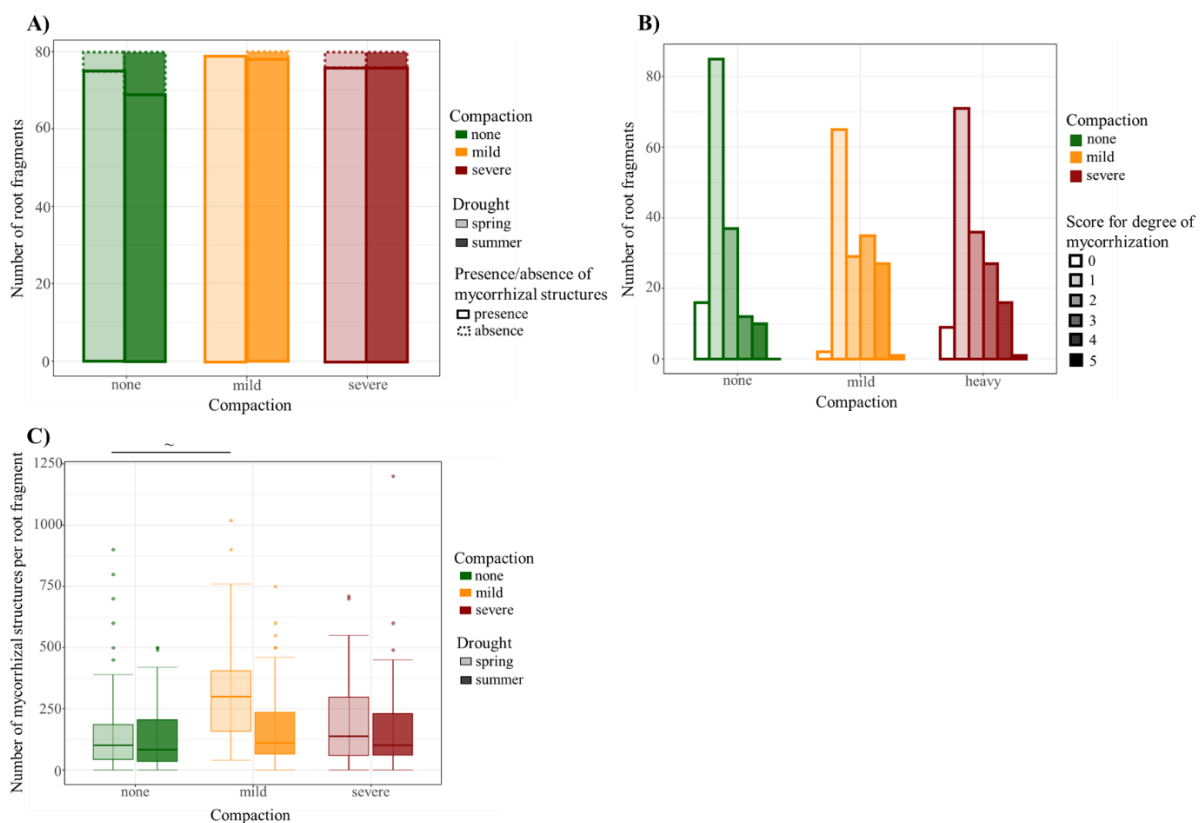 A)
Number of root fragments
80
60
40
20
0
none
mild
severe
Compaction
Compaction
none
mild
severe
Drought
spring
summer
Presence/absence of
mycorrhizal structures
presence
absence
B)
Number of root fragments
80
60
40
20
0
none
mild
heavy
Compaction
Compaction
none
mild
severe
Score for degree of
mycorrhization
0
1
2
3
4
5
C)
~
Number of mycorrhizal structures per root fragment
1250
1000
750
500
250
0
none
mild
severe
Compaction
Compaction
none
mild
severe
Drought
spring
summer